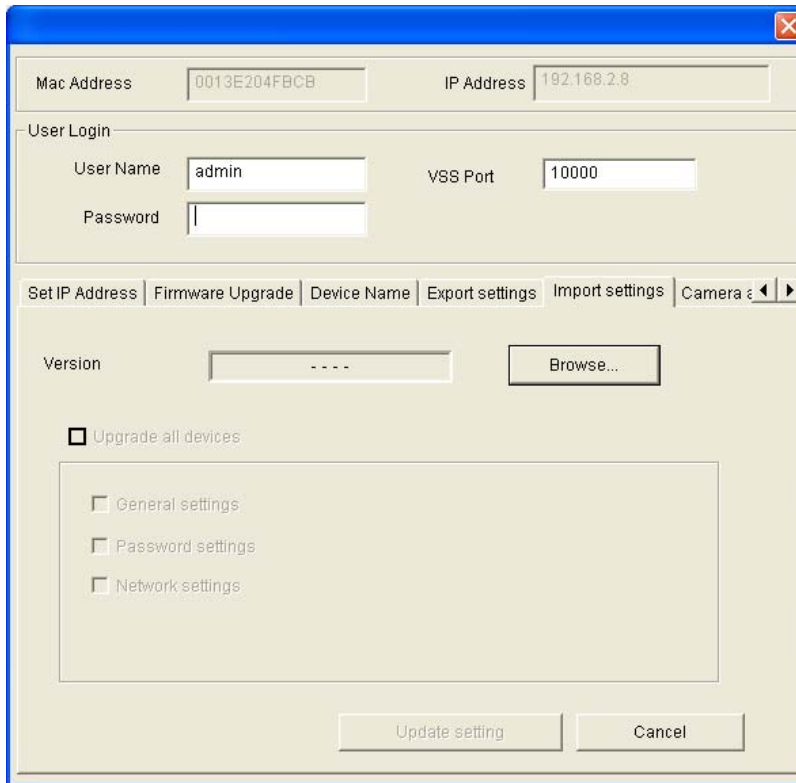 Mac Address 0013E204FBCB IP Address 192.168.2.8
User Login
User Name admin VSS Port 10000
Password
Set IP Address Firmware Upgrade Device Name Export settings Import settings Camera a
Version ---- Browse...
Upgrade all devices
General settings
Password settings
Network settings
Update setting Cancel